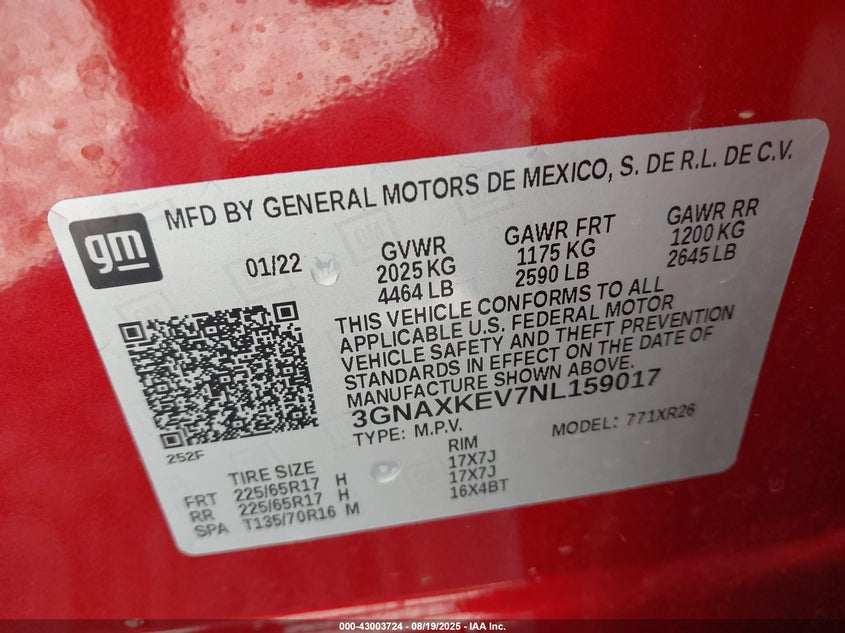 MFD BY GENERAL MOTORS DE MEXICO, S. DE R.L. DE C.V.
gm
01/22
GVWR
2025 KG
4464 LB
GAWR FRT
1175 KG
2590 LB
GAWR RR
1200 KG
2645 LB
THIS VEHICLE CONFORMS TO ALL
APPLICABLE U.S. FEDERAL MOTOR
VEHICLE SAFETY AND THEFT PREVENTION
STANDARDS IN EFFECT ON THE DATE OF
MANUFACTURE SHOWN ABOVE.
3GNAXKEV7NL159017
TYPE: M.P.V. MODEL: 771XR26
252F
TIRE SIZE RIM
FRT 225/65R17 H 17X7J
RR 225/65R17 H 17X7J
SPA T135/70R16 M 16X4BT
000-43003724 - 08/19/2025 - IAA Inc.